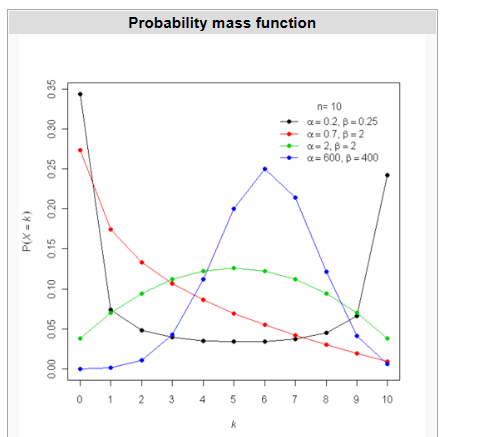 Probability mass function
n= 10
α= 0.2, β= 0.25
α= 0.7, β= 2
α= 2, β= 2
α= 600, β= 400
P(X = k)
0.35
0.30
0.25
0.20
0.15
0.10
0.05
0.00
0 1 2 3 4 5 6 7 8 9 10
k